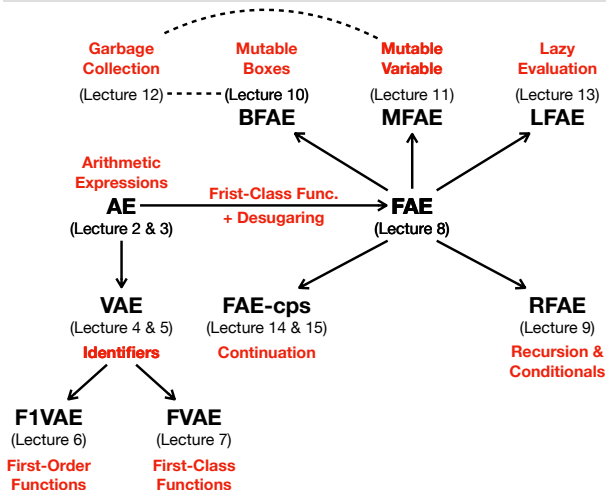 Garbage
Collection
(Lecture 12)
Mutable
Boxes
(Lecture 10)
BFAE
Mutable
Variable
(Lecture 11)
MFAE
Lazy
Evaluation
(Lecture 13)
LFAE
Arithmetic
Expressions
AE
(Lecture 2 & 3)
Frist-Class Func.
+ Desugaring
FAE
(Lecture 8)
VAE
(Lecture 4 & 5)
Identifiers
FAE-cps
(Lecture 14 & 15)
Continuation
RFAE
(Lecture 9)
Recursion &
Conditionals
F1VAE
(Lecture 6)
First-Order
Functions
FVAE
(Lecture 7)
First-Class
Functions